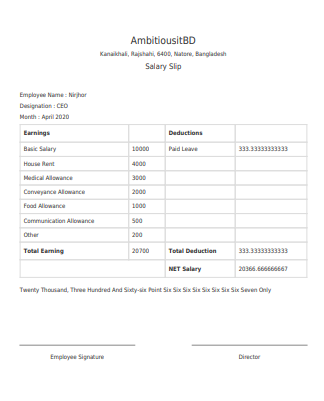 AmbitiousitBD
Kanaikhali, Rajshahi, 6400, Natore, Bangladesh
Salary Slip
Employee Name : Nirjhor
Designation : CEO
Month : April 2020
Earnings Deductions
Basic Salary 10000 Paid Leave 333.33333333333
House Rent 4000
Medical Allowance 3000
Conveyance Allowance 2000
Food Allowance 1000
Communication Allowance 500
Other 200
Total Earning 20700 Total Deduction 333.33333333333
NET Salary 20366.666666667
Twenty Thousand, Three Hundred And Sixty-six Point Six Six Six Six Six Six Six Six Seven Only
Employee Signature Director